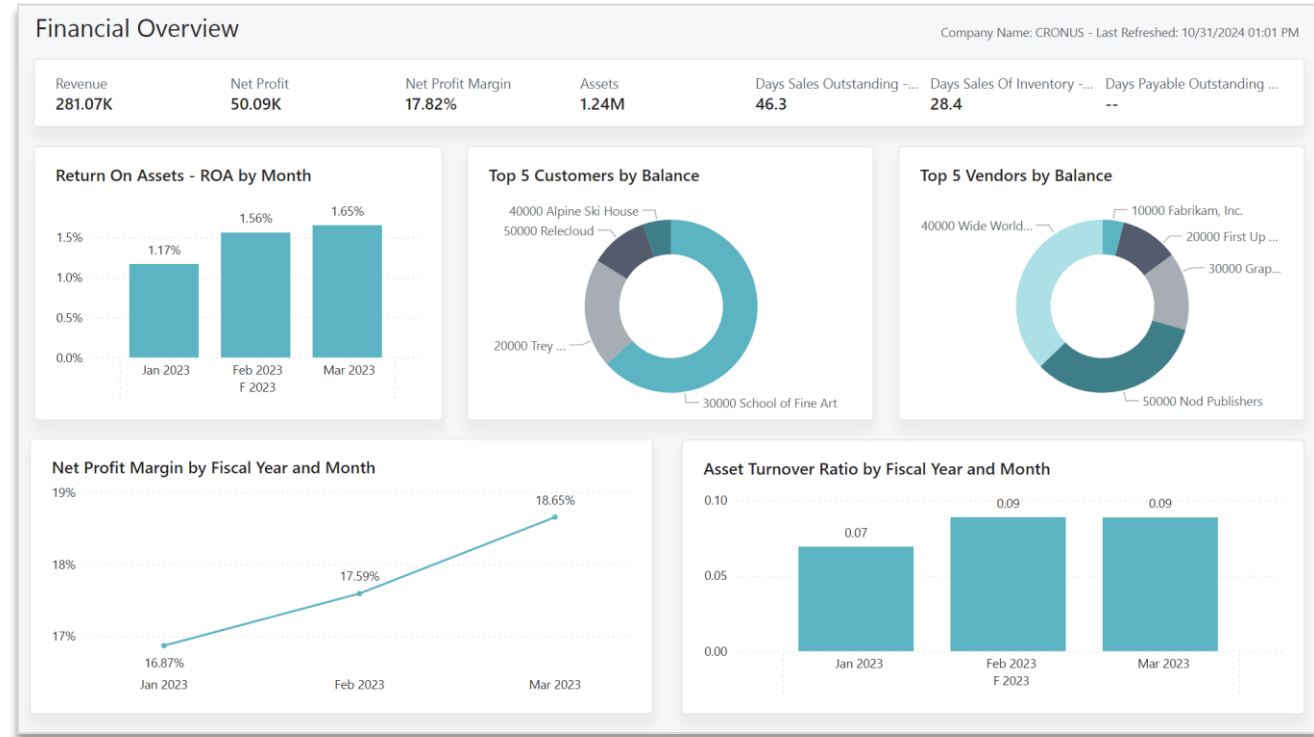 Financial Overview
Company Name: CRONUS - Last Refreshed: 10/31/2024 01:01 PM
Revenue
281.07K
Net Profit
50.09K
Net Profit Margin
17.82%
Assets
1.24M
Days Sales Outstanding -...
46.3
Days Sales Of Inventory -...
28.4
Days Payable Outstanding ...
--
Return On Assets - ROA by Month
1.5%
1.0%
0.5%
0.0%
1.17%
1.56%
1.65%
Jan 2023
Feb 2023
Mar 2023
F 2023
Top 5 Customers by Balance
40000 Alpine Ski House
50000 Relecloud
20000 Trey ...
30000 School of Fine Art
Top 5 Vendors by Balance
10000 Fabrikam, Inc.
40000 Wide World...
20000 First Up ...
30000 Grap...
50000 Nod Publishers
Net Profit Margin by Fiscal Year and Month
19%
18%
17%
16.87%
17.59%
18.65%
Jan 2023
Feb 2023
Mar 2023
Asset Turnover Ratio by Fiscal Year and Month
0.10
0.05
0.00
0.07
0.09
0.09
Jan 2023
Feb 2023
Mar 2023
F 2023